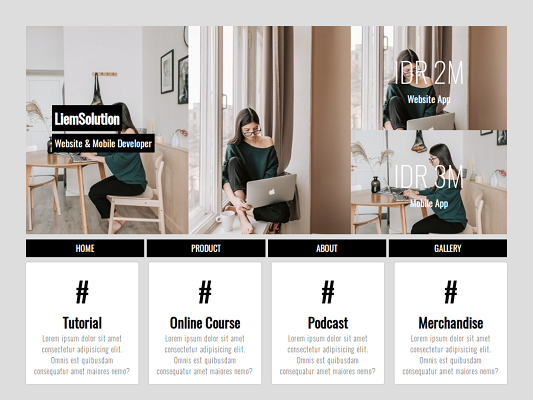 LiemSolution
Website & Mobile Developer
IDR 2M
Website App
IDR 3M
Mobile App
HOME
PRODUCT
ABOUT
GALLERY
#
Tutorial
Lorem ipsum dolor sit amet
consectetur adipisicing elit.
Omnis est quibusdam
consequatur amet maiores nemo?
#
Online Course
Lorem ipsum dolor sit amet
consectetur adipisicing elit.
Omnis est quibusdam
consequatur amet maiores nemo?
#
Podcast
Lorem ipsum dolor sit amet
consectetur adipisicing elit.
Omnis est quibusdam
consequatur amet maiores nemo?
#
Merchandise
Lorem ipsum dolor sit amet
consectetur adipisicing elit.
Omnis est quibusdam
consequatur amet maiores nemo?